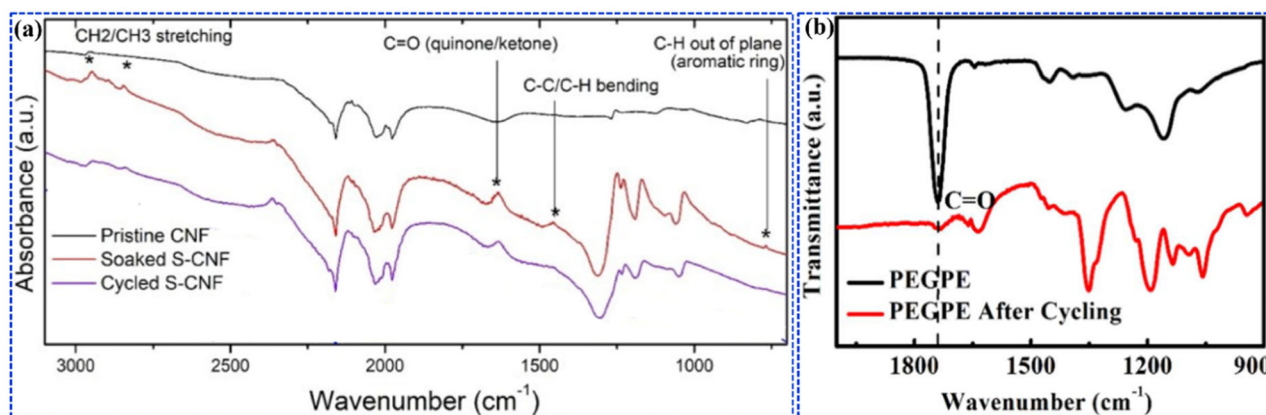 (a)
CH2/CH3 stretching
C=O (quinone/ketone)
C-H out of plane
(aromatic ring)
C-C/C-H bending
* * * * *
Pristine CNF
Soaked S-CNF
Cycled S-CNF
Absorbance (a.u.)
3000 2500 2000 1500 1000
Wavenumber (cm-1)
(b)
C=O
PEGPE
PEGPE After Cycling
Transmittance (a.u.)
1800 1500 1200 900
Wavenumber (cm-1)